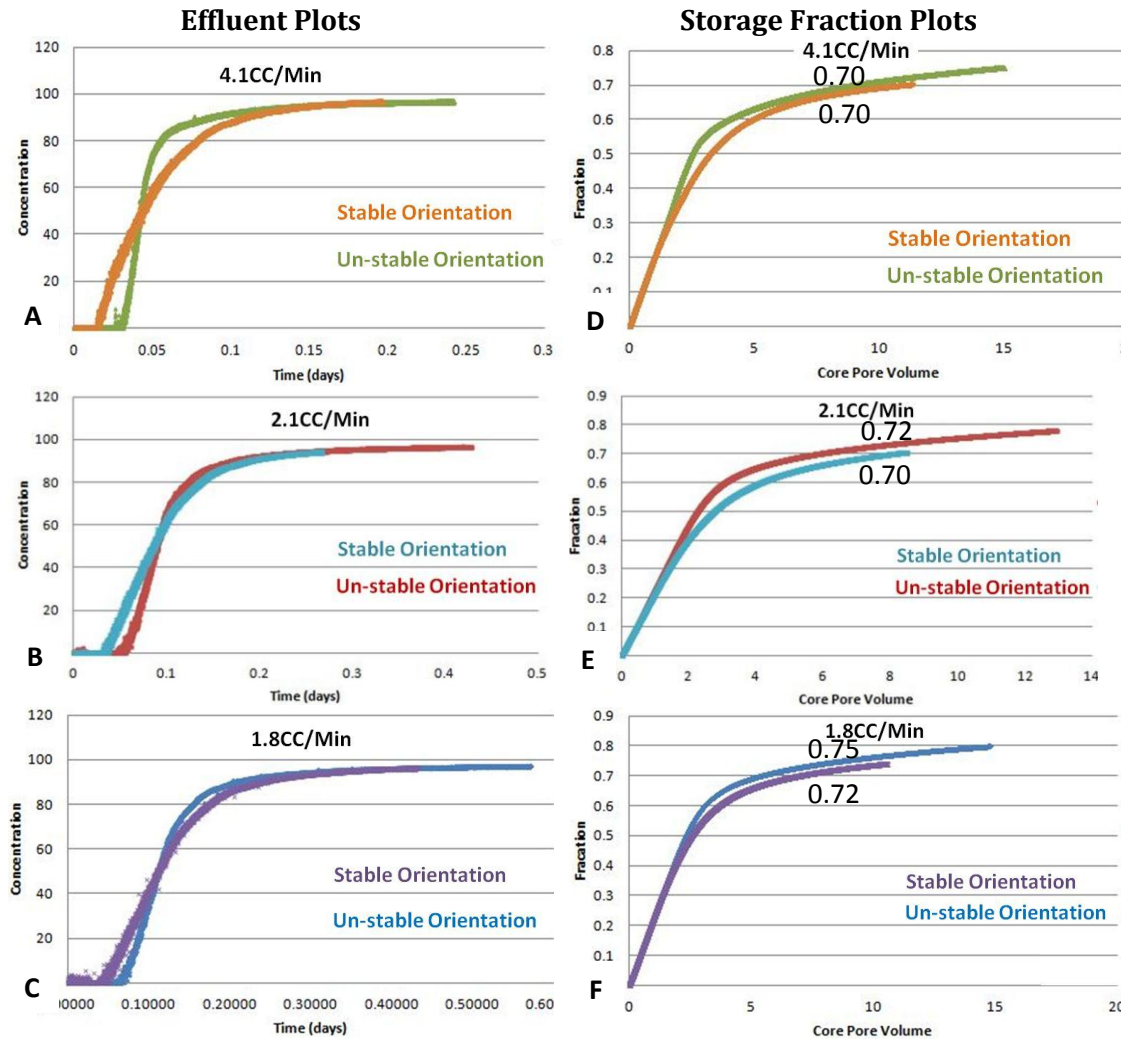 Effluent Plots
Storage Fraction Plots
120
100
80
60
40
20
Concentration
4.1CC/Min
Stable Orientation
Un-stable Orientation
A
0 0.05 0.1 0.15 0.2 0.25 0.3
Time (days)
0.8
0.7
0.6
0.5
0.4
0.3
0.2
0.1
Fracation
4.1CC/Min
0.70
0.70
Stable Orientation
Un-stable Orientation
D
0 5 10 15
Core Pore Volume
120
100
80
60
40
20
Concentration
2.1CC/Min
Stable Orientation
Un-stable Orientation
B
0 0.1 0.2 0.3 0.4 0.5
Time (days)
0.9
0.8
0.7
0.6
0.5
0.4
0.3
0.2
0.1
Fracation
2.1CC/Min
0.72
0.70
Stable Orientation
Un-stable Orientation
E
0 2 4 6 8 10 12 14
Core Pore Volume
120
100
80
60
40
20
Concentration
1.8CC/Min
Stable Orientation
Un-stable Orientation
C
00000 0.10000 0.20000 0.30000 0.40000 0.50000 0.60
Time (days)
0.9
0.8
0.7
0.6
0.5
0.4
0.3
0.2
0.1
Fracation
1.8CC/Min
0.75
0.72
Stable Orientation
Un-stable Orientation
F
0 5 10 15 20
Core Pore Volume